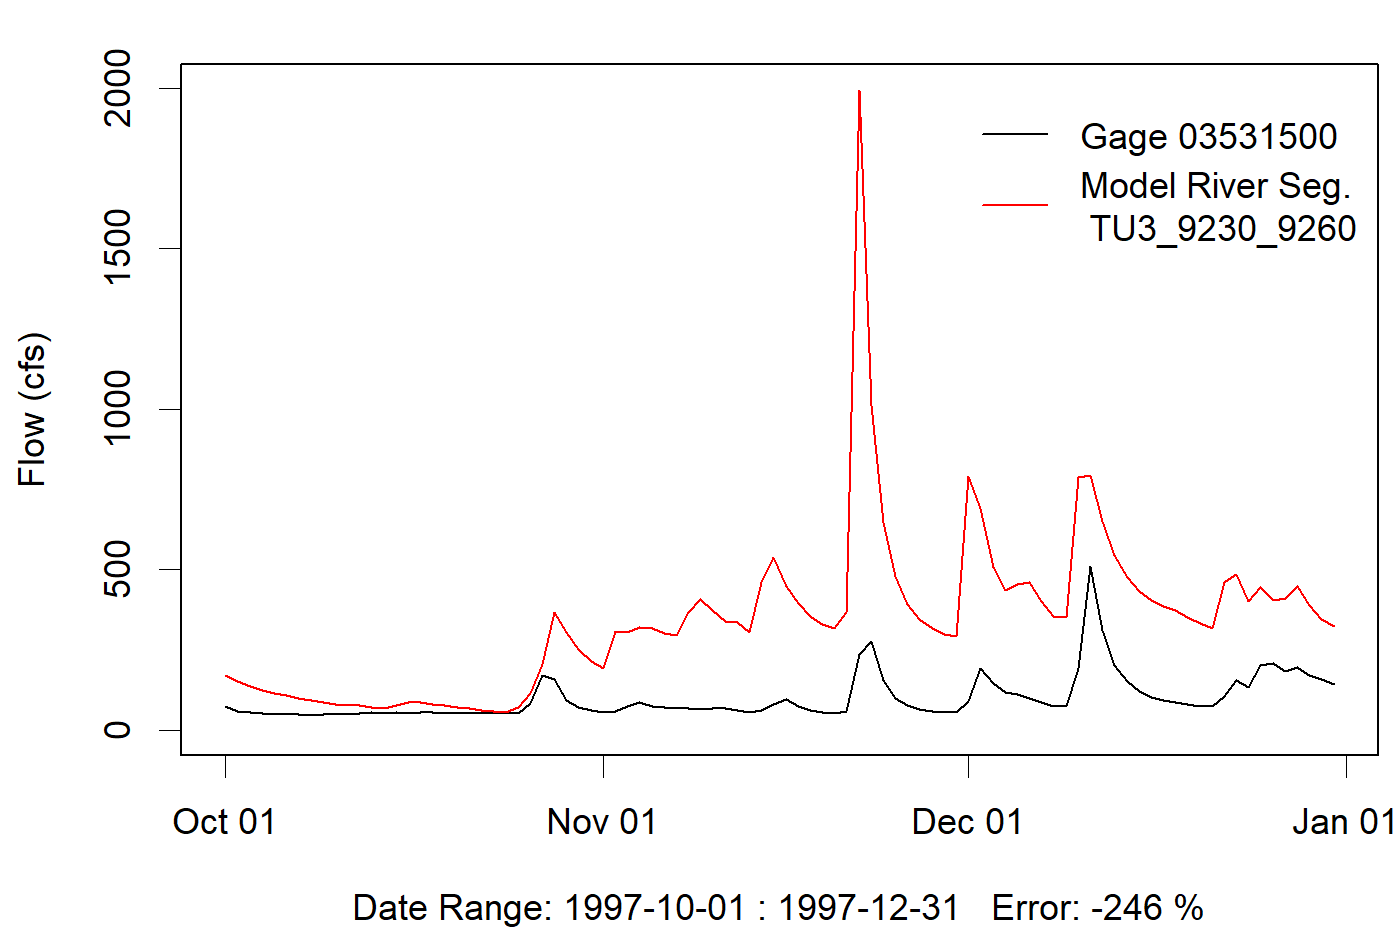 2000
1500
1000
500
0
Flow (cfs)
Gage 03531500
Model River Seg.
TU3_9230_9260
Oct 01
Nov 01
Dec 01
Jan 01
Date Range: 1997-10-01 : 1997-12-31 Error: -246 %